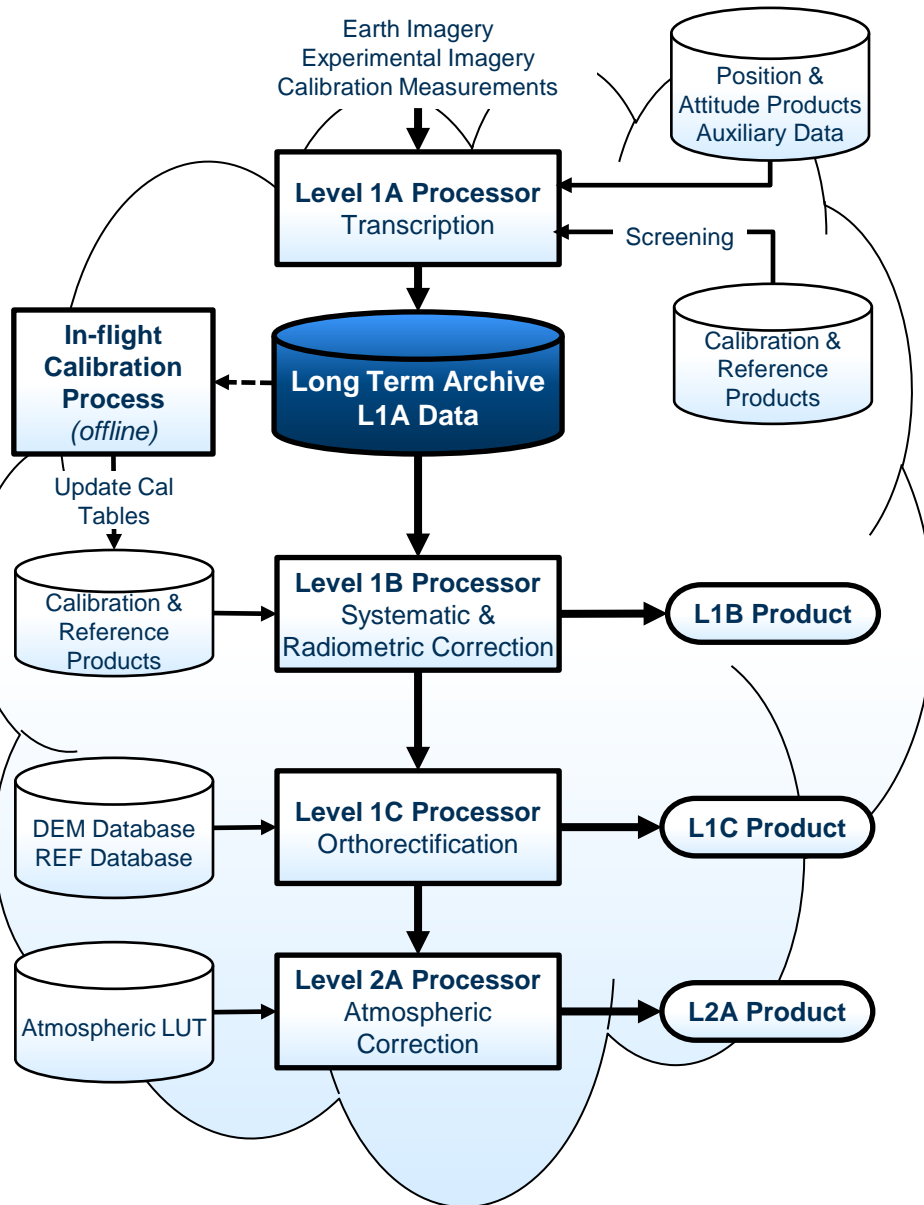 Earth Imagery
Experimental Imagery
Calibration Measurements
Position &
Attitude Products
Auxiliary Data
Level 1A Processor
Transcription
Screening
Calibration &
Reference
Products
In-flight
Calibration
Process
(offline)
Long Term Archive
L1A Data
Update Cal
Tables
Calibration &
Reference
Products
Level 1B Processor
Systematic &
Radiometric Correction
L1B Product
DEM Database
REF Database
Level 1C Processor
Orthorectification
L1C Product
Atmospheric LUT
Level 2A Processor
Atmospheric
Correction
L2A Product